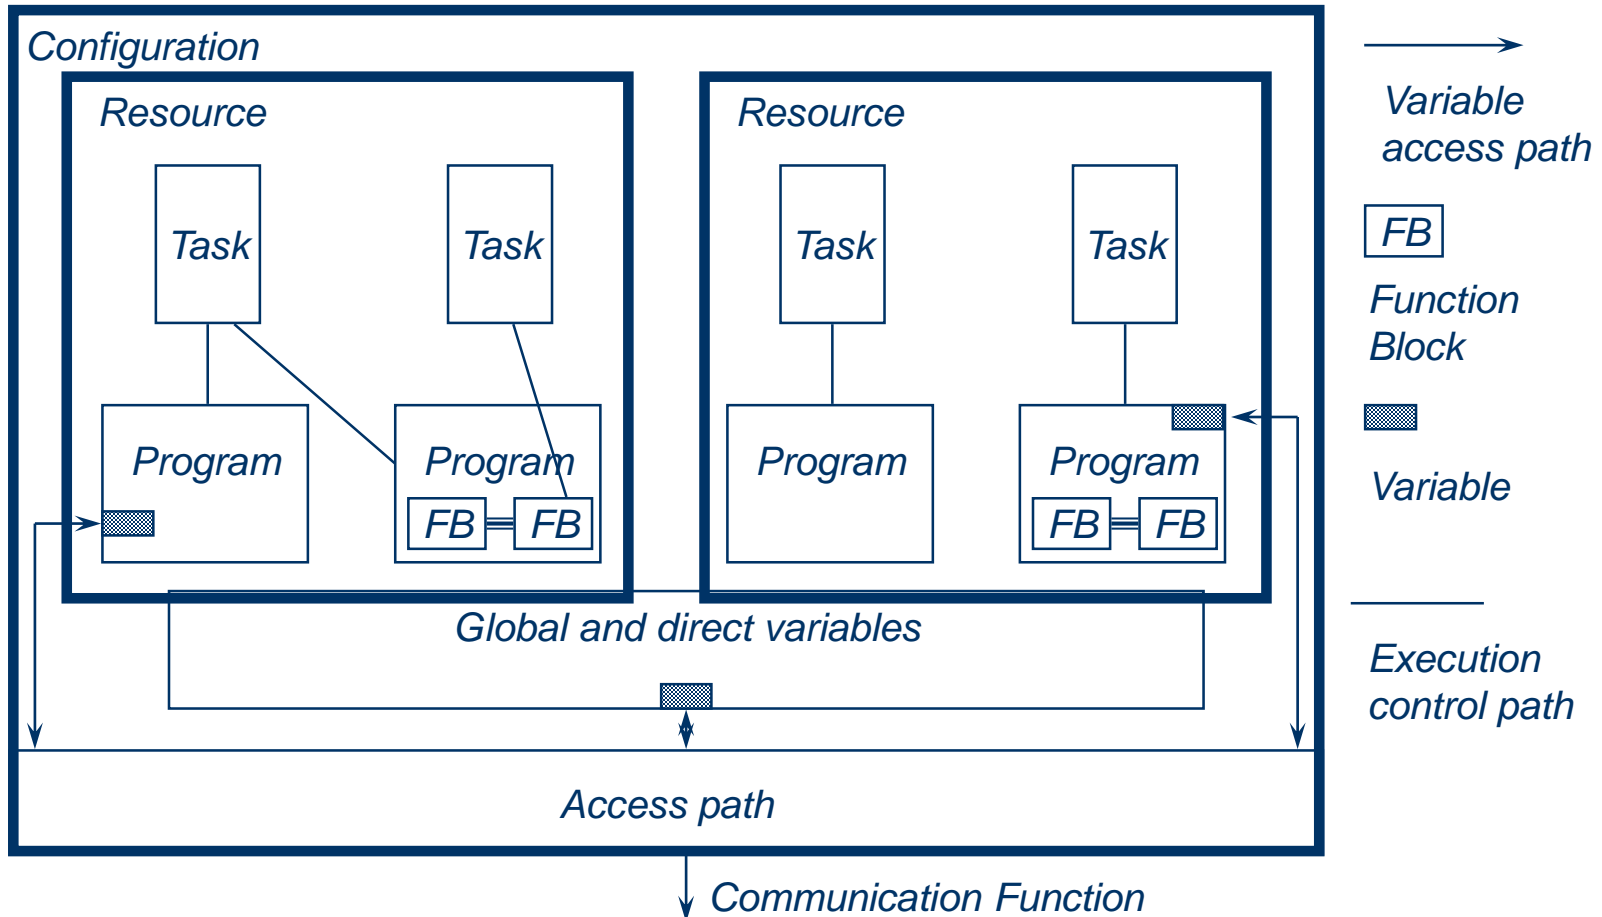 Configuration
Resource
Task
Task
Program
Program
FB
FB
Resource
Task
Task
Program
Program
FB
FB
Global and direct variables
Access path
Communication Function
Variable
access path
FB
Function
Block
Variable
Execution
control path